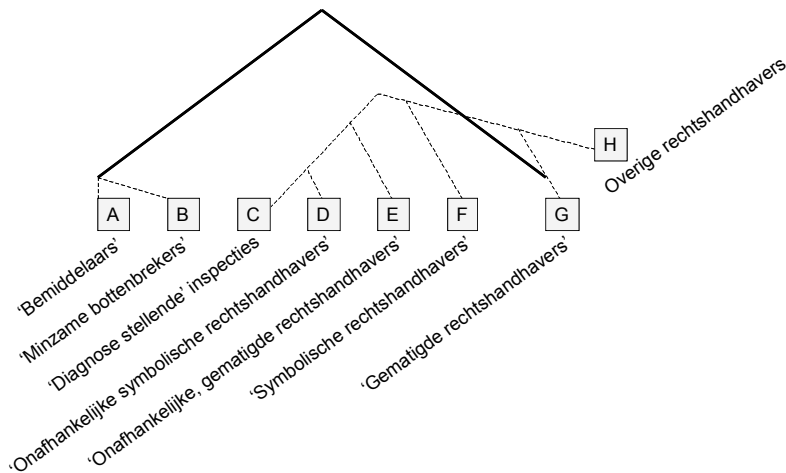 H
Overige rechtshandhavers
A
B
C
D
E
F
G
‘Bemiddelaars’
‘Minzame bottenbrekers’
‘Diagnose stellende’ inspecties
‘Onafhankelijke symbolische rechtshandhavers’
‘Onafhankelijke, gematigde rechtshandhavers’
‘Symbolische rechtshandhavers’
‘Gematigde rechtshandhavers’